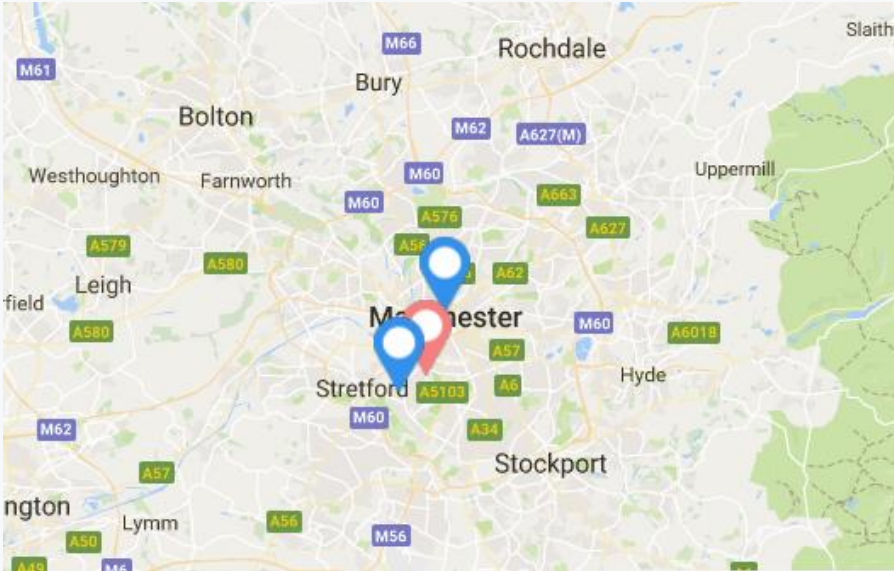 Slaith
M66
Rochdale
M61
Bury
Bolton
M62
A627(M)
Westhoughton
Farnworth
M60
Uppermill
M60
A663
A576
A627
A579
A56
A580
A62
Leigh
rfield
Ma
hester
M60
A6018
A580
A57
Hyde
Stretford
A5103
A6
M60
M62
A34
Stockport
A57
ngton
Lymm
A56
A50
M56
A49
M6